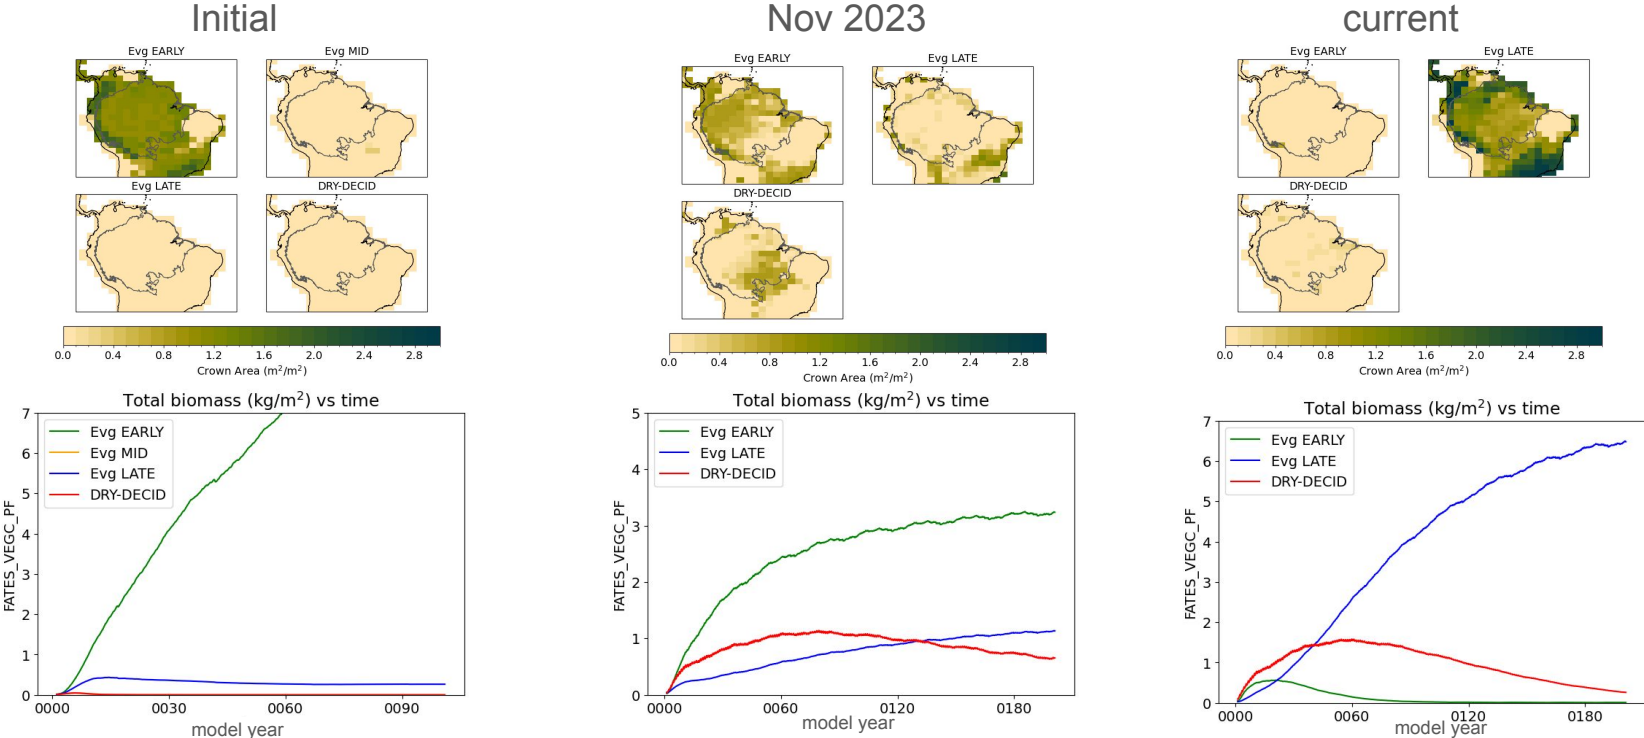 Initial
Evg EARLY
Evg MID
Evg LATE
DRY-DECID
0.0 0.4 0.8 1.2 1.6 2.0 2.4 2.8
Crown Area (m²/m²)
Total biomass (kg/m²) vs time
7
6
5
4
3
2
1
0
FATES_VEGC_PF
Evg EARLY
Evg MID
Evg LATE
DRY-DECID
0000 0030 0060 0090
model year
Nov 2023
Evg EARLY
Evg LATE
DRY-DECID
0.0 0.4 0.8 1.2 1.6 2.0 2.4 2.8
Crown Area (m²/m²)
Total biomass (kg/m²) vs time
5
4
3
2
1
0
FATES_VEGC_PF
Evg EARLY
Evg LATE
DRY-DECID
0000 0060 0120 0180
model year
current
Evg EARLY
Evg LATE
DRY-DECID
0.0 0.4 0.8 1.2 1.6 2.0 2.4 2.8
Crown Area (m²/m²)
Total biomass (kg/m²) vs time
7
6
5
4
3
2
1
0
FATES_VEGC_PF
Evg EARLY
Evg LATE
DRY-DECID
0000 0060 0120 0180
model year